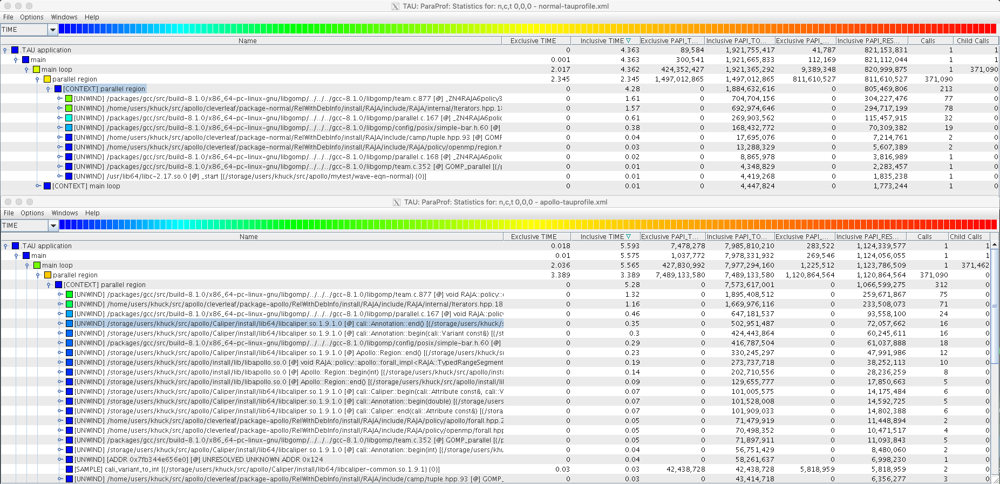 TAU: ParaProf: Statistics for: n,c,t 0,0,0 - normal-tauprofile.xml
File Options Windows Help
TIME
Name Exclusive TIME Inclusive TIME ▽ Exclusive PAPI_T... Inclusive PAPI_TO... Exclusive PAPI_... Inclusive PAPI_RES... Calls Child Calls
.TAU application 0 4.363 89,584 1,921,755,417 41,787 821,153,831 1 1
main 0.001 4.363 300,541 1,921,665,833 112,169 821,112,044 1 1
main loop 2.017 4.362 424,352,427 1,921,365,292 9,389,348 820,999,875 1 371,090
parallel region 2.345 2.345 1,497,012,865 1,497,012,865 811,610,527 811,610,527 371,090 0
[CONTEXT] parallel region 0 4.28 0 1,884,632,616 0 805,469,806 213 0
[UNWIND] /packages/gcc/src/build-8.1.0/x86_64-pc-linux-gnu/libgomp/../../../gcc-8.1.0/libgomp/team.c.877 [@] _ZN4RAJA6policy3 0 1.61 0 704,704,156 0 304,227,476 77 0
[UNWIND] /home/users/khuck/src/apollo/cleverleaf/package-normal/RelWithDebInfo/install/RAJA/include/RAJA/internal/Iterators.hpp.18 0 1.57 0 692,974,646 0 294,717,199 78 0
[UNWIND] /packages/gcc/src/build-8.1.0/x86_64-pc-linux-gnu/libgomp/../../../gcc-8.1.0/libgomp/parallel.c.167 [@] _ZN4RAJA6polic 0 0.61 0 269,903,562 0 115,457,915 32 0
[UNWIND] /packages/gcc/src/build-8.1.0/x86_64-pc-linux-gnu/libgomp/../../../gcc-8.1.0/libgomp/config/posix/simple-bar.h.60 [@] 0 0.38 0 168,432,772 0 70,309,382 19 0
[UNWIND] /home/users/khuck/src/apollo/cleverleaf/package-normal/RelWithDebInfo/install/RAJA/include/camp/tuple.hpp.93 [@] GOMP 0 0.04 0 17,695,076 0 7,214,761 2 0
[UNWIND] /home/users/khuck/src/apollo/cleverleaf/package-normal/RelWithDebInfo/install/RAJA/include/RAJA/policy/openmp/region.h 0 0.03 0 13,288,329 0 5,607,389 2 0
[UNWIND] /packages/gcc/src/build-8.1.0/x86_64-pc-linux-gnu/libgomp/../../../gcc-8.1.0/libgomp/parallel.c.168 [@] _ZN4RAJA6polic 0 0.02 0 8,865,978 0 3,816,989 1 0
[UNWIND] /packages/gcc/src/build-8.1.0/x86_64-pc-linux-gnu/libgomp/../../../gcc-8.1.0/libgomp/team.c.352 [@] GOMP_parallel [{/p 0 0.01 0 4,348,829 0 2,283,457 1 0
[UNWIND] /usr/lib64/libc-2.17.so.0 [@] _start [{/storage/users/khuck/src/apollo/mytest/wave-eqn-normal} {0}] 0 0.01 0 4,419,268 0 1,835,238 1 0
[CONTEXT] main loop 0 0.01 0 4,447,824 0 1,773,244 1 0
TAU: ParaProf: Statistics for: n,c,t 0,0,0 - apollo-tauprofile.xml
File Options Windows Help
TIME
Name Exclusive TIME Inclusive TIME ▽ Exclusive PAPI_T... Inclusive PAPI_TO... Exclusive PAPI_... Inclusive PAPI_RES... Calls Child Calls
.TAU application 0.018 5.593 7,478,278 7,985,810,210 283,522 1,124,339,577 1 1
main 0.01 5.575 1,037,772 7,978,331,932 269,546 1,124,056,055 1 1
main loop 2.036 5.565 427,830,992 7,977,294,160 1,225,512 1,123,786,509 1 371,462
parallel region 3.389 3.389 7,489,133,580 7,489,133,580 1,120,864,564 1,120,864,564 371,090 0
[CONTEXT] parallel region 0 5.28 0 7,573,617,001 0 1,066,599,275 312 0
[UNWIND] /packages/gcc/src/build-8.1.0/x86_64-pc-linux-gnu/libgomp/../../../gcc-8.1.0/libgomp/team.c.877 [@] void RAJA::policy:: 0 1.32 0 1,895,408,512 0 259,671,867 75 0
[UNWIND] /home/users/khuck/src/apollo/cleverleaf/package-apollo/RelWithDebInfo/install/RAJA/include/RAJA/internal/Iterators.hpp.18 0 1.16 0 1,669,976,116 0 233,508,073 71 0
[UNWIND] /packages/gcc/src/build-8.1.0/x86_64-pc-linux-gnu/libgomp/../../../gcc-8.1.0/libgomp/parallel.c.167 [@] void RAJA::policy 0 0.46 0 647,181,537 0 93,558,100 24 0
[UNWIND] /storage/users/khuck/src/apollo/Caliper/install/lib64/libcaliper.so.1.9.1.0 [@] cali::Annotation::end() [{/storage/users/khuck/s 0 0.35 0 502,951,487 0 72,057,662 16 0
[UNWIND] /storage/users/khuck/src/apollo/Caliper/install/lib64/libcaliper.so.1.9.1.0 [@] cali::Annotation::begin(cali::Variant const&) [{/st 0 0.3 0 424,443,864 0 60,245,611 16 0
[UNWIND] /packages/gcc/src/build-8.1.0/x86_64-pc-linux-gnu/libgomp/../../../gcc-8.1.0/libgomp/config/posix/simple-bar.h.60 [@] 0 0.29 0 416,787,504 0 61,037,888 18 0
[UNWIND] /storage/users/khuck/src/apollo/Caliper/install/lib64/libcaliper.so.1.9.1.0 [@] Apollo::Region::end() [{/storage/users/khuck/sr 0 0.23 0 330,245,297 0 47,991,986 12 0
[UNWIND] /storage/users/khuck/src/apollo/install/lib/libapollo.so.0 [@] void RAJA::policy::apollo::forall_impl<RAJA::TypedRangeSegment 0 0.19 0 273,737,718 0 38,252,113 10 0
[UNWIND] /storage/users/khuck/src/apollo/install/lib/libapollo.so.0 [@] Apollo::Region::begin(int) [{/storage/users/khuck/src/apollo/insta 0 0.14 0 202,710,556 0 28,236,259 8 0
[UNWIND] /storage/users/khuck/src/apollo/install/lib/libapollo.so.0 [@] Apollo::Region::end() [{/storage/users/khuck/src/apollo/install/lil 0 0.09 0 129,655,777 0 17,850,663 5 0
[UNWIND] /storage/users/khuck/src/apollo/Caliper/install/lib64/libcaliper.so.1.9.1.0 [@] cali::Caliper::begin(cali::Attribute const&, cali::V 0 0.07 0 101,005,575 0 14,175,484 6 0
[UNWIND] /storage/users/khuck/src/apollo/Caliper/install/lib64/libcaliper.so.1.9.1.0 [@] cali::Annotation::begin(double) [{/storage/users 0 0.07 0 101,528,008 0 14,592,725 5 0
[UNWIND] /storage/users/khuck/src/apollo/Caliper/install/lib64/libcaliper.so.1.9.1.0 [@] cali::Caliper::end(cali::Attribute const&) [{/stora 0 0.07 0 101,909,033 0 14,802,388 6 0
[UNWIND] /home/users/khuck/src/apollo/cleverleaf/package-apollo/RelWithDebInfo/install/RAJA/include/RAJA/policy/apollo/forall.hpp.2 0 0.05 0 71,479,919 0 11,448,894 2 0
[UNWIND] /home/users/khuck/src/apollo/cleverleaf/package-apollo/RelWithDebInfo/install/RAJA/include/RAJA/policy/openmp/forall.hpp 0 0.05 0 70,498,352 0 10,471,517 4 0
[UNWIND] /packages/gcc/src/build-8.1.0/x86_64-pc-linux-gnu/libgomp/../../../gcc-8.1.0/libgomp/team.c.352 [@] GOMP_parallel [{/p 0 0.05 0 71,897,911 0 11,093,843 5 0
[UNWIND] /storage/users/khuck/src/apollo/Caliper/install/lib64/libcaliper.so.1.9.1.0 [@] cali::Annotation::begin(int) [{/storage/users/khu 0 0.04 0 56,751,429 0 8,480,060 2 0
[UNWIND] [ADDR 0x7fb344e656e0] [@] UNRESOLVED UNKNOWN ADDR 0x124 0 0.04 0 58,261,637 0 6,998,230 1 0
[SAMPLE] cali_variant_to_int [{/storage/users/khuck/src/apollo/Caliper/install/lib64/libcaliper-common.so.1.9.1} {0}] 0.03 0.03 42,438,728 42,438,728 5,818,959 5,818,959 2 0
[UNWIND] /home/users/khuck/src/apollo/cleverleaf/package-apollo/RelWithDebInfo/install/RAJA/include/camp/tuple.hpp.93 [@] GOMP_ 0 0.03 0 43,414,718 0 6,356,277 3 0